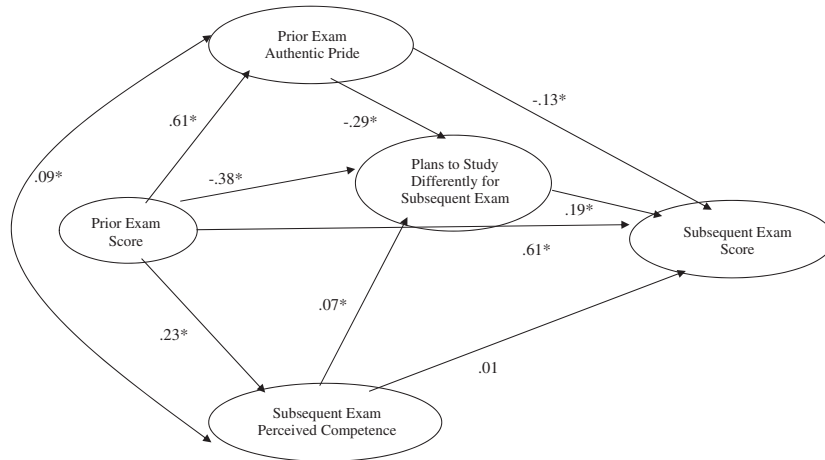 Prior Exam
Authentic Pride
-.13*
.61*
-.29*
Plans to Study
Differently for
Subsequent Exam
-.38*
.09*
.19*
Prior Exam
Score
Subsequent Exam
Score
.61*
.07*
.23*
.01
Subsequent Exam
Perceived Competence